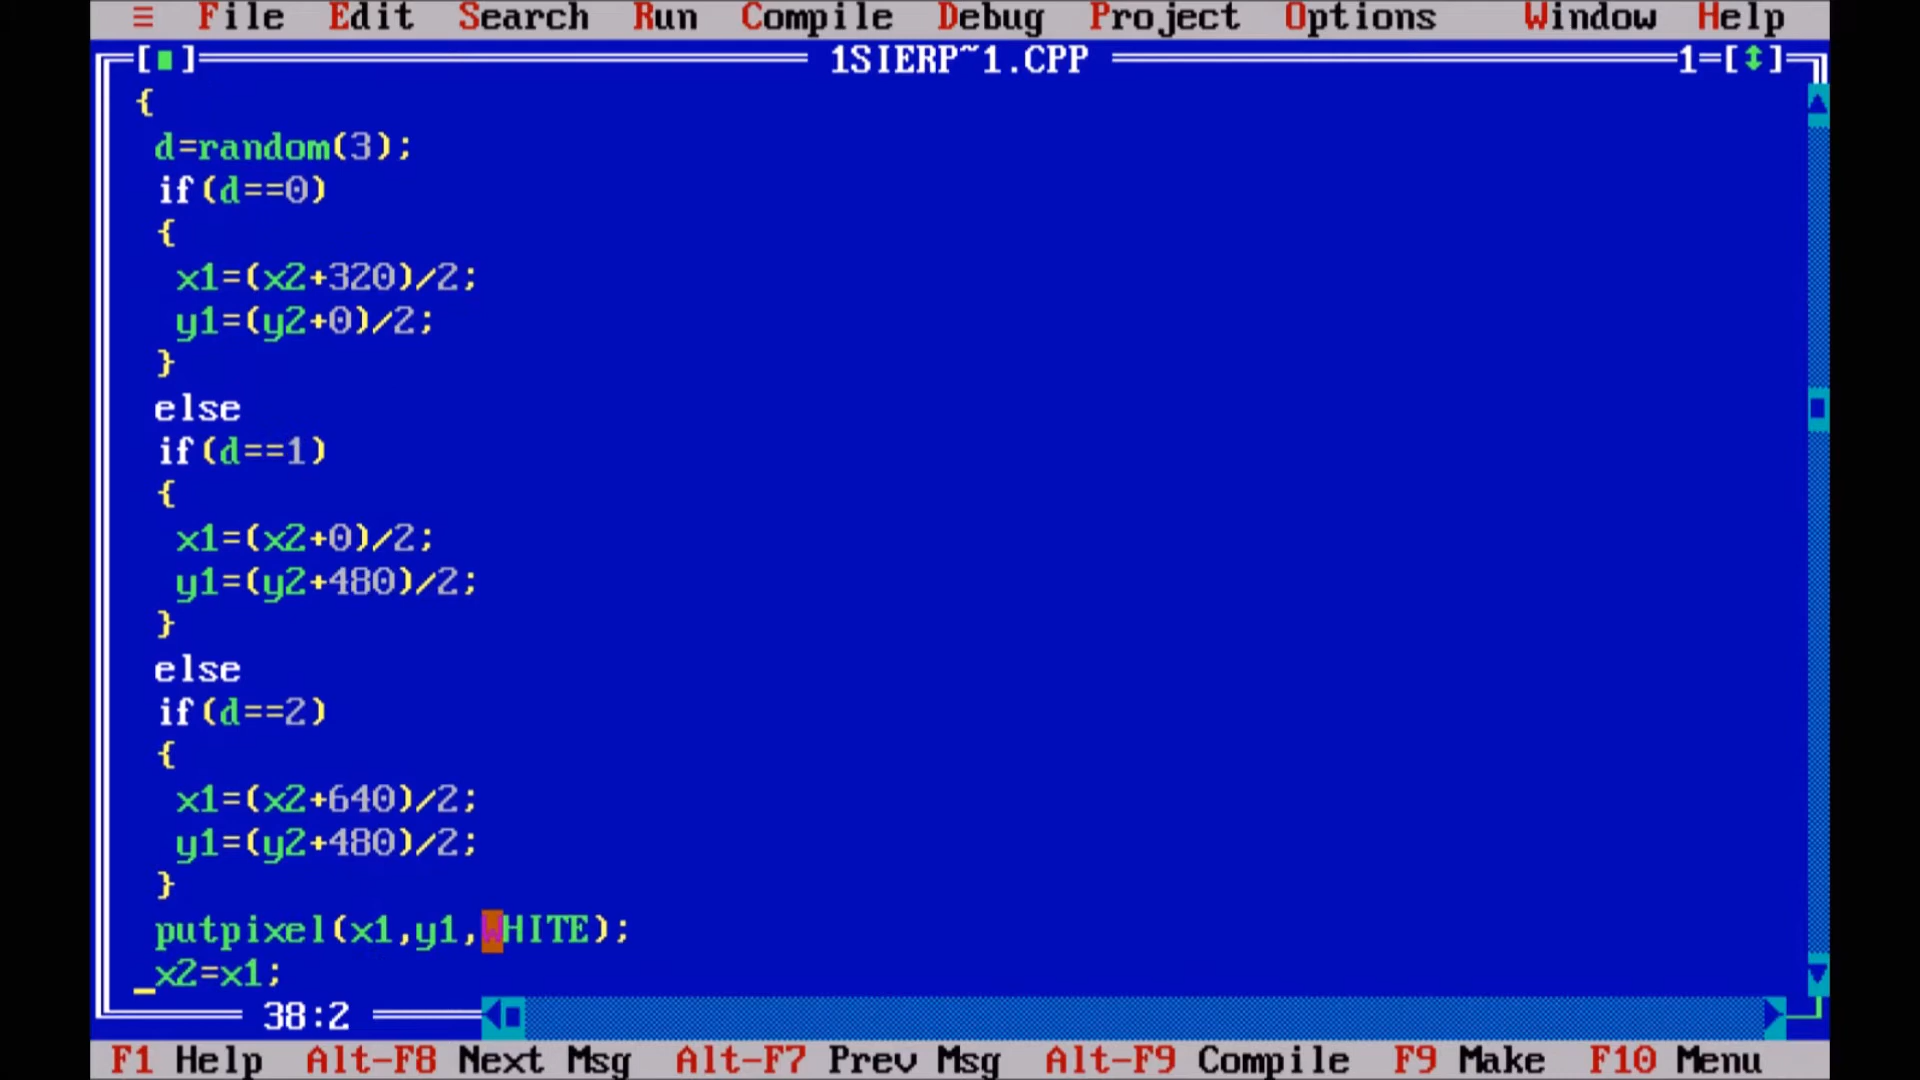 ≡ File Edit Search Run Compile Debug Project Options Window Help
[■] 1SIERP~1.CPP 1=[↕]
{
d=random(3);
if(d==0)
{
x1=(x2+320)/2;
y1=(y2+0)/2;
}
else
if(d==1)
{
x1=(x2+0)/2;
y1=(y2+480)/2;
}
else
if(d==2)
{
x1=(x2+640)/2;
y1=(y2+480)/2;
}
putpixel(x1,y1,WHITE);
x2=x1;
38:2
F1 Help Alt-F8 Next Msg Alt-F7 Prev Msg Alt-F9 Compile F9 Make F10 Menu